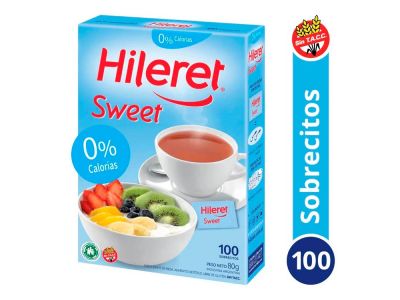 0% Calorías
Hileret
Sweet
0%
Calorías
Hileret
Sweet
100
SOBRECITOS
PESO NETO 80g
Sin T.A.C.C.
Sobrecitos
100